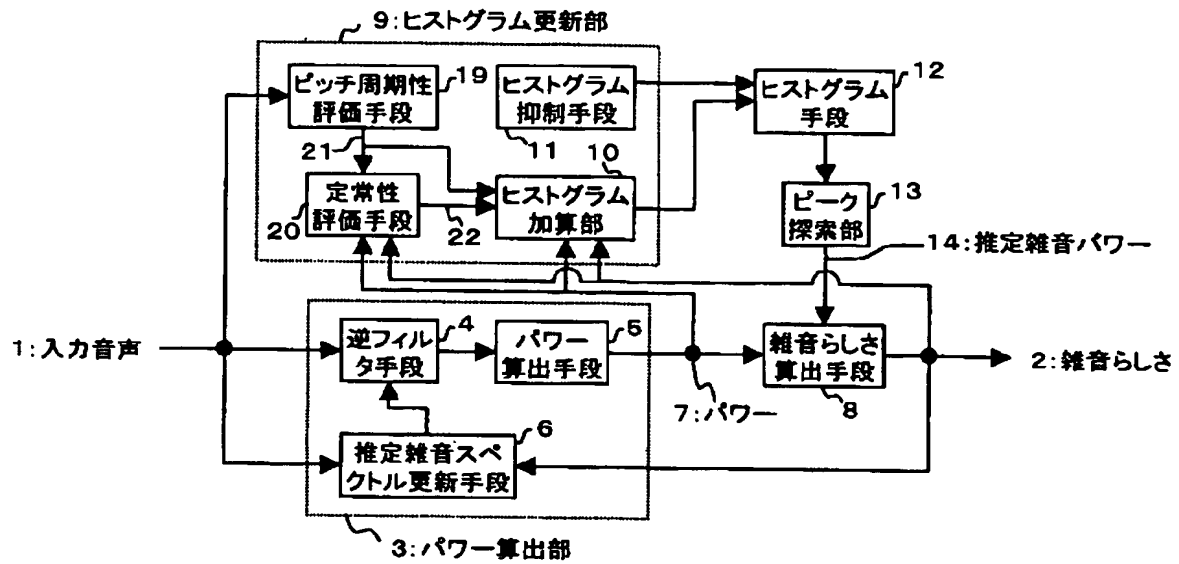 9:ヒストグラム更新部
ピッチ周期性
評価手段
19
ヒストグラム
抑制手段
11
ヒストグラム
手段
12
21
10
定常性
評価手段
20
22
ヒストグラム
加算部
ピーク
探索部
13
14:推定雑音パワー
1:入力音声
逆フィル
タ手段
4
パワー
算出手段
5
雑音らしさ
算出手段
8
2:雑音らしさ
7:パワー
推定雑音スペ
クトル更新手段
6
3:パワー算出部